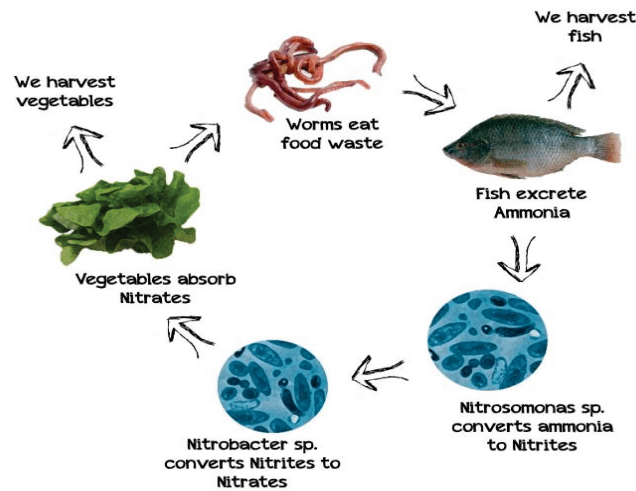 We harvest
fish
We harvest
vegetables
Worms eat
food waste
Fish excrete
Ammonia
Vegetables absorb
Nitrates
Nitrosomonas sp.
converts ammonia
to Nitrites
Nitrobacter sp.
converts Nitrites to
Nitrates